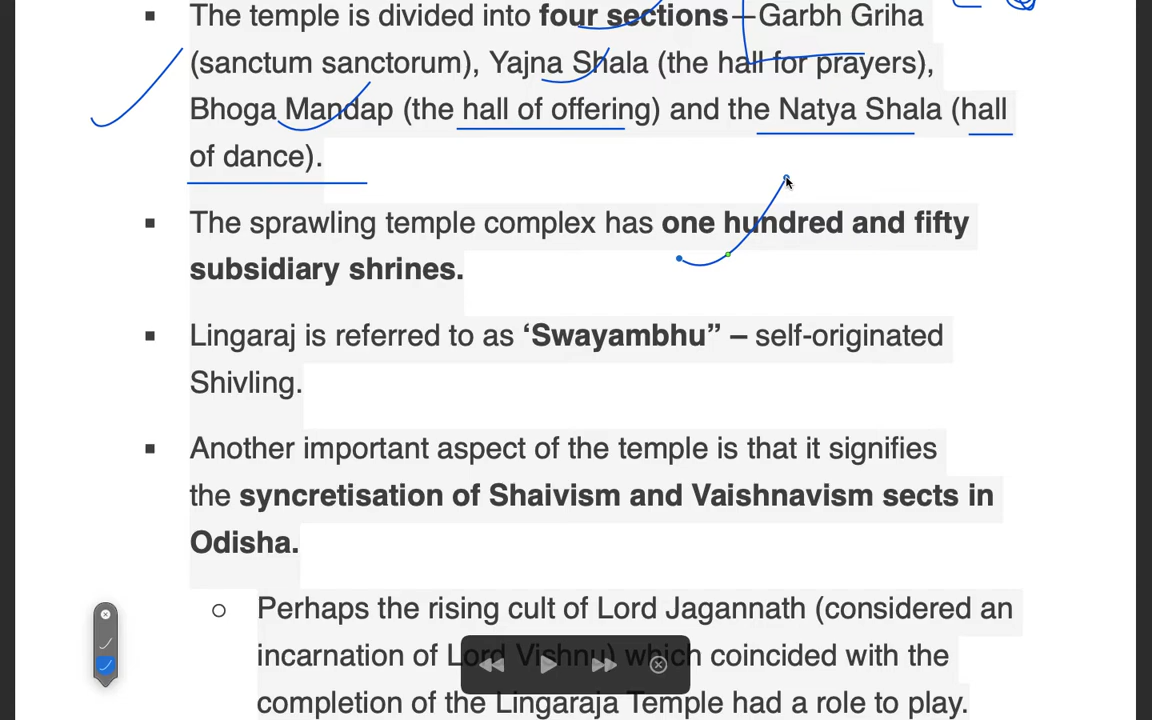 ▪ The temple is divided into four sections—Garbh Griha
(sanctum sanctorum), Yajna Shala (the hall for prayers),
Bhoga Mandap (the hall of offering) and the Natya Shala (hall
of dance).
▪ The sprawling temple complex has one hundred and fifty
subsidiary shrines.
▪ Lingaraj is referred to as ‘Swayambhu” – self-originated
Shivling.
▪ Another important aspect of the temple is that it signifies
the syncretisation of Shaivism and Vaishnavism sects in
Odisha.
○ Perhaps the rising cult of Lord Jagannath (considered an
incarnation of Lord Vishnu) which coincided with the
completion of the Lingaraja Temple had a role to play.